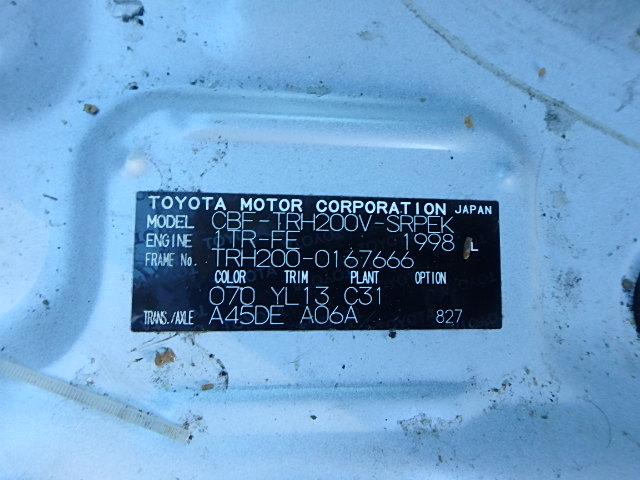 TOYOTA MOTOR CORPORATION JAPAN
MODEL CBF-TRH200V-SRPEK
ENGINE 1TR-FE 1998 L
FRAME No. TRH200-0167666
COLOR TRIM PLANT OPTION
070 YL13 C31
TRANS./AXLE A45DE A06A 827